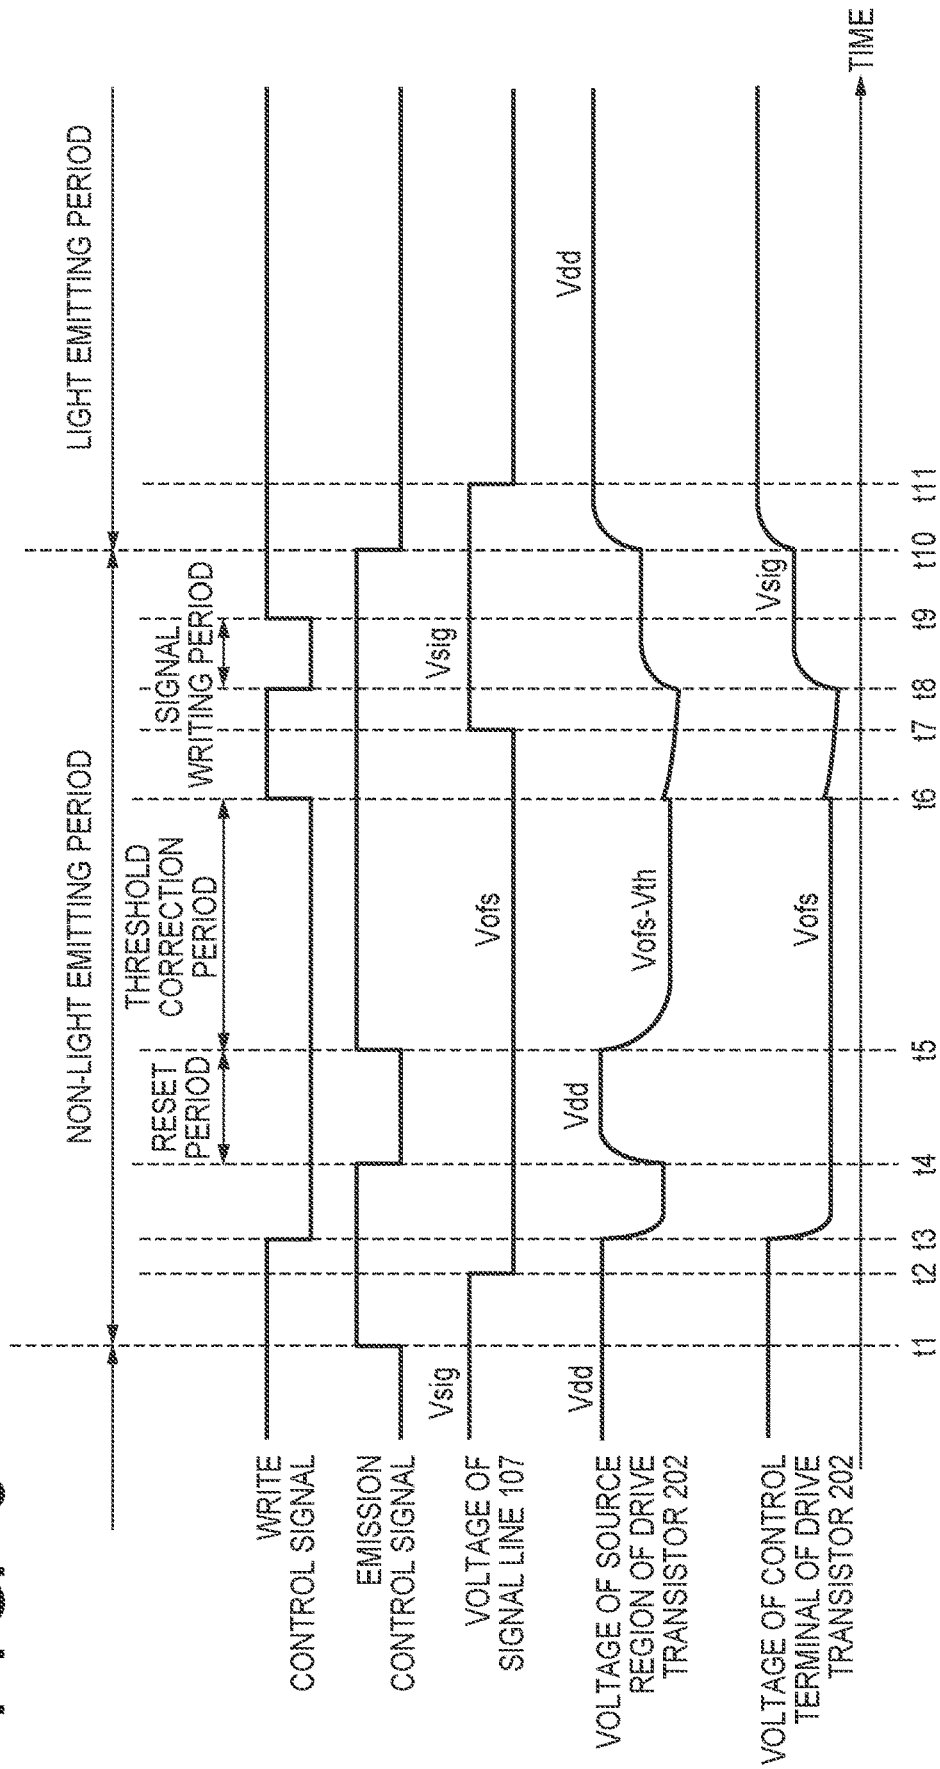 NON-LIGHT EMITTING PERIOD
LIGHT EMITTING PERIOD
RESET
PERIOD
THRESHOLD
CORRECTION
PERIOD
SIGNAL
WRITING PERIOD
WRITE
CONTROL SIGNAL
EMISSION
CONTROL SIGNAL
VOLTAGE OF
SIGNAL LINE 107
Vsig
Vofs
Vsig
VOLTAGE OF SOURCE
REGION OF DRIVE
TRANSISTOR 202
Vdd
Vdd
Vofs-Vth
Vdd
VOLTAGE OF CONTROL
TERMINAL OF DRIVE
TRANSISTOR 202
Vofs
Vsig
TIME
t1 t2 t3 t4 t5 t6 t7 t8 t9 t10 t11